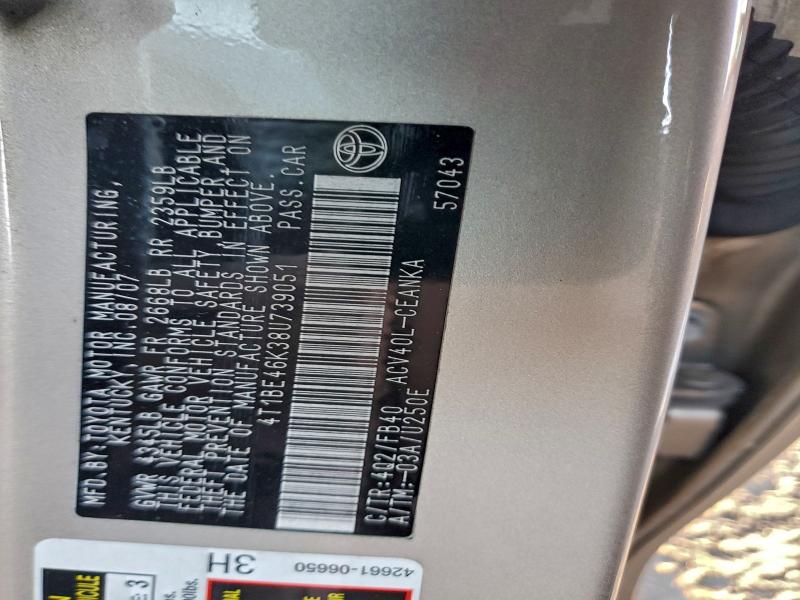 MFD. BY: TOYOTA MOTOR MANUFACTURING,
KENTUCKY, INC. 08/07
GVWR 4345LB GAWR FR 2668LB RR 2359LB
THIS VEHICLE CONFORMS TO ALL APPLICABLE
FEDERAL MOTOR VEHICLE SAFETY, BUMPER, AND
THEFT PREVENTION STANDARDS IN EFFECT ON
THE DATE OF MANUFACTURE SHOWN ABOVE.
4T1BE46K38U739051 PASS. CAR
C/TR:4Q2/FB40 ACV40L-CEANKA
A/TM:-03A/U250E 57043
3H
42661-06650
3
lbs.